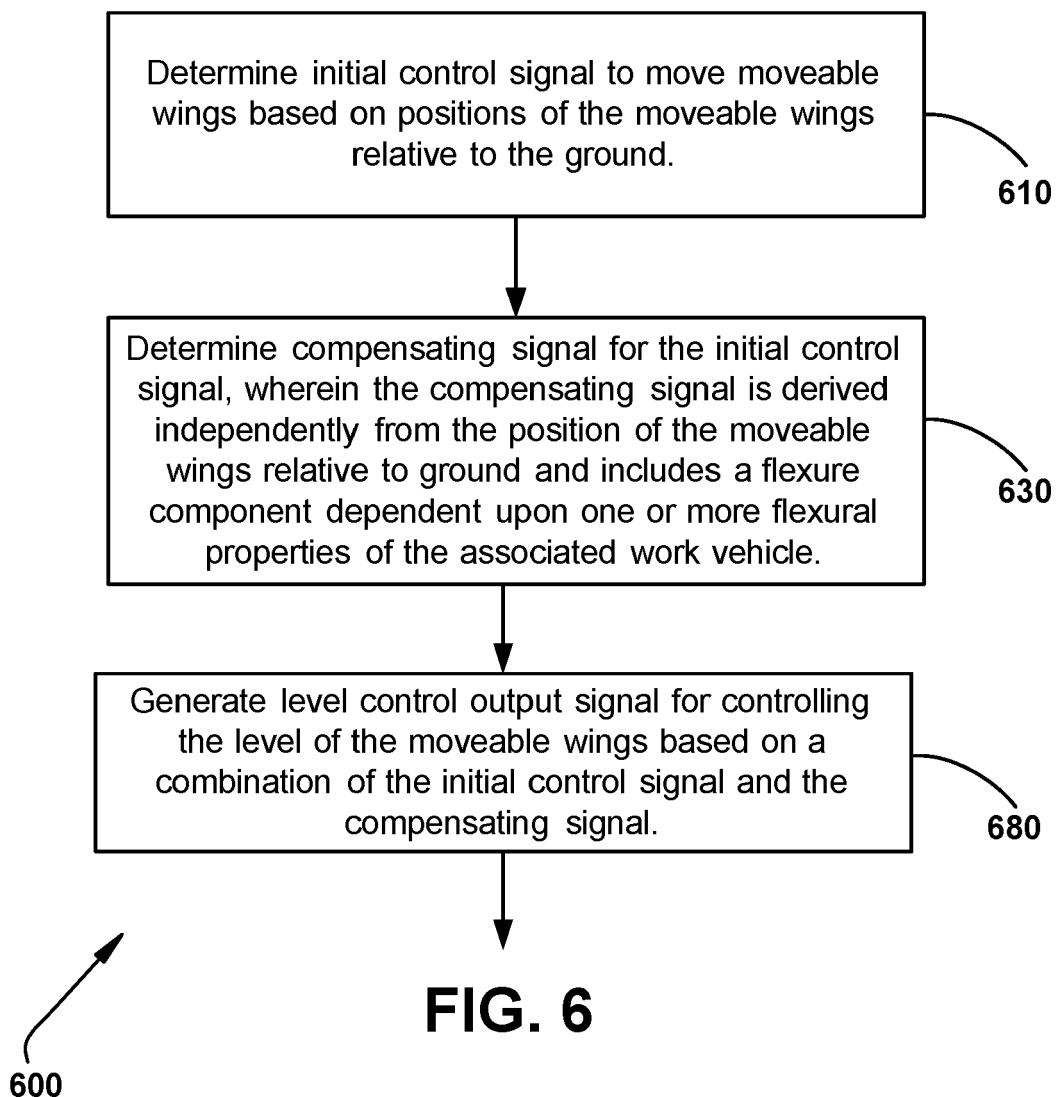 Determine initial control signal to move moveable
wings based on positions of the moveable wings
relative to the ground.
610
Determine compensating signal for the initial control
signal, wherein the compensating signal is derived
independently from the position of the moveable
wings relative to ground and includes a flexure
component dependent upon one or more flexural
properties of the associated work vehicle.
630
Generate level control output signal for controlling
the level of the moveable wings based on a
combination of the initial control signal and the
compensating signal.
680
FIG. 6
600